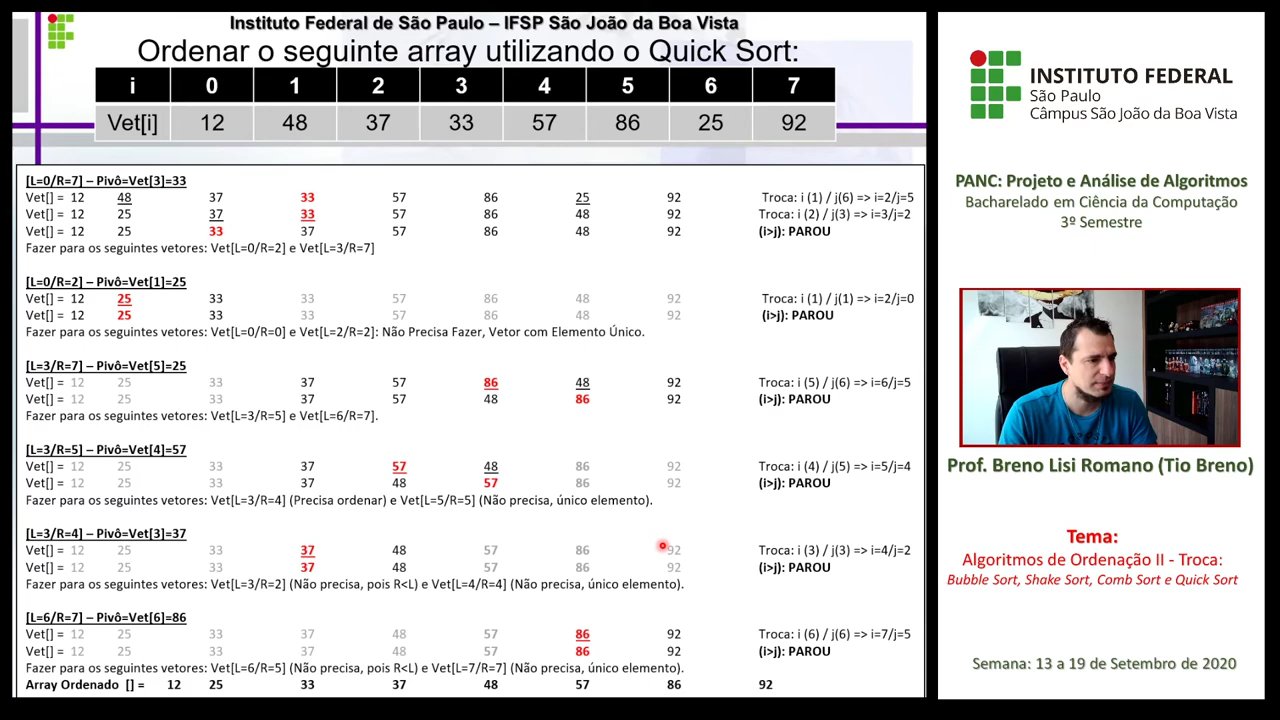 Instituto Federal de São Paulo – IFSP São João da Boa Vista
Ordenar o seguinte array utilizando o Quick Sort:
i 0 1 2 3 4 5 6 7
Vet[i] 12 48 37 33 57 86 25 92
[L=0/R=7] – Pivô=Vet[3]=33
Vet[] = 12 48 37 33 57 86 25 92 Troca: i (1) / j(6) => i=2/j=5
Vet[] = 12 25 37 33 57 86 48 92 Troca: i (2) / j(3) => i=3/j=2
Vet[] = 12 25 33 37 57 86 48 92 (i>j): PAROU
Fazer para os seguintes vetores: Vet[L=0/R=2] e Vet[L=3/R=7]
[L=0/R=2] – Pivô=Vet[1]=25
Vet[] = 12 25 33 33 57 86 48 92 Troca: i (1) / j(1) => i=2/j=0
Vet[] = 12 25 33 33 57 86 48 92 (i>j): PAROU
Fazer para os seguintes vetores: Vet[L=0/R=0] e Vet[L=2/R=2]: Não Precisa Fazer, Vetor com Elemento Único.
[L=3/R=7] – Pivô=Vet[5]=25
Vet[] = 12 25 33 37 57 86 48 92 Troca: i (5) / j(6) => i=6/j=5
Vet[] = 12 25 33 37 57 48 86 92 (i>j): PAROU
Fazer para os seguintes vetores: Vet[L=3/R=5] e Vet[L=6/R=7].
[L=3/R=5] – Pivô=Vet[4]=57
Vet[] = 12 25 33 37 57 48 86 92 Troca: i (4) / j(5) => i=5/j=4
Vet[] = 12 25 33 37 48 57 86 92 (i>j): PAROU
Fazer para os seguintes vetores: Vet[L=3/R=4] (Precisa ordenar) e Vet[L=5/R=5] (Não precisa, único elemento).
[L=3/R=4] – Pivô=Vet[3]=37
Vet[] = 12 25 33 37 48 57 86 92 Troca: i (3) / j(3) => i=4/j=2
Vet[] = 12 25 33 37 48 57 86 92 (i>j): PAROU
Fazer para os seguintes vetores: Vet[L=3/R=2] (Não precisa, pois R<L) e Vet[L=4/R=4] (Não precisa, único elemento).
[L=6/R=7] – Pivô=Vet[6]=86
Vet[] = 12 25 33 37 48 57 86 92 Troca: i (6) / j(6) => i=7/j=5
Vet[] = 12 25 33 37 48 57 86 92 (i>j): PAROU
Fazer para os seguintes vetores: Vet[L=6/R=5] (Não precisa, pois R<L) e Vet[L=7/R=7] (Não precisa, único elemento).
Array Ordenado [] = 12 25 33 37 48 57 86 92
INSTITUTO FEDERAL
São Paulo
Câmpus São João da Boa Vista
PANC: Projeto e Análise de Algoritmos
Bacharelado em Ciência da Computação
3º Semestre
Prof. Breno Lisi Romano (Tio Breno)
Tema:
Algoritmos de Ordenação II - Troca:
Bubble Sort, Shake Sort, Comb Sort e Quick Sort
Semana: 13 a 19 de Setembro de 2020